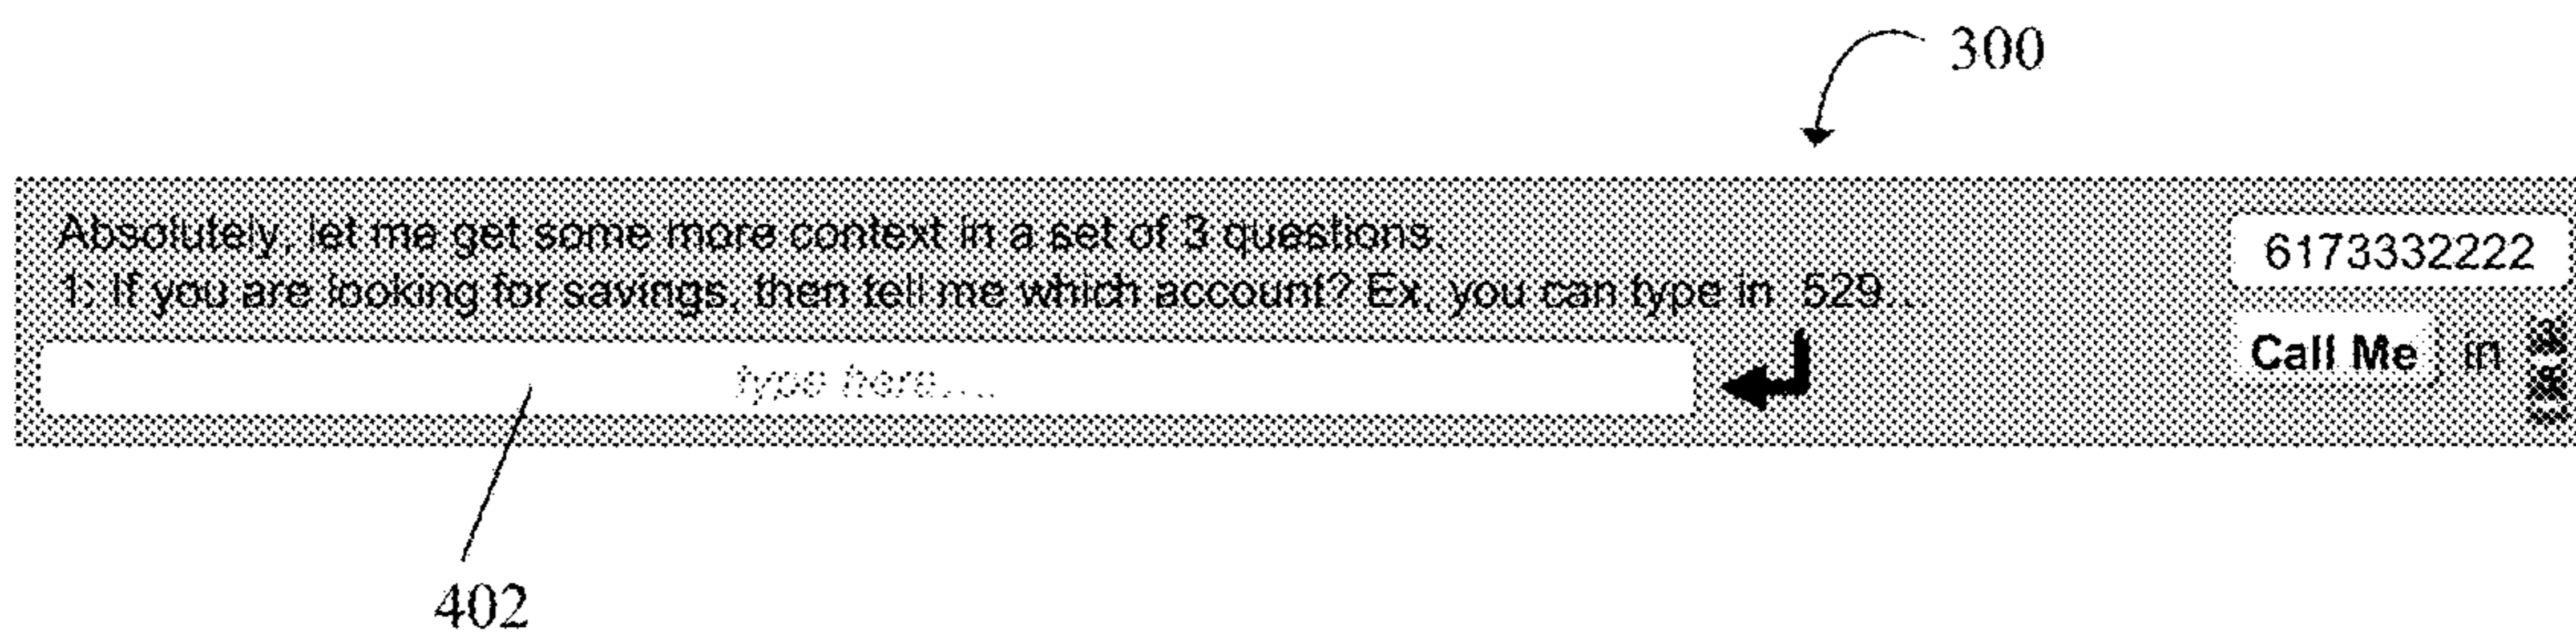 300
Absolutely, let me get some more context in a set of 3 questions.
1: If you are looking for savings, then tell me which account? Ex, you can type in 529...
type here....
6173332222
Call Me in
402